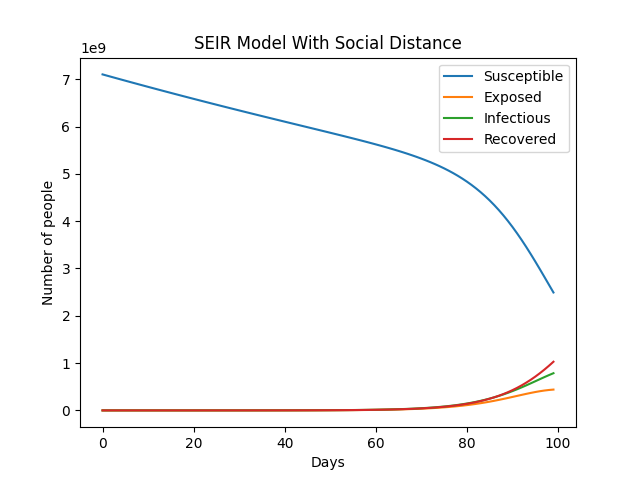 SEIR Model With Social Distance
1e9
Susceptible
Exposed
Infectious
Recovered
Number of people
7
6
5
4
3
2
1
0
0 20 40 60 80 100
Days